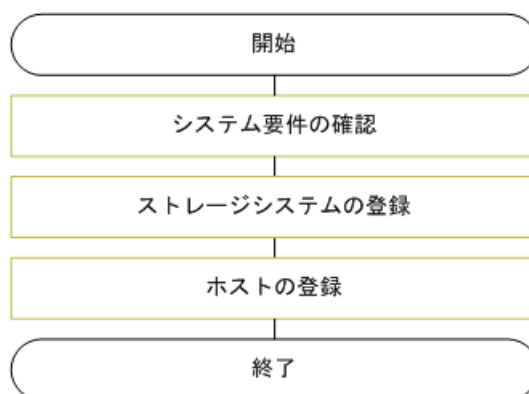 開始
システム要件の確認
ストレージシステムの登録
ホストの登録
終了